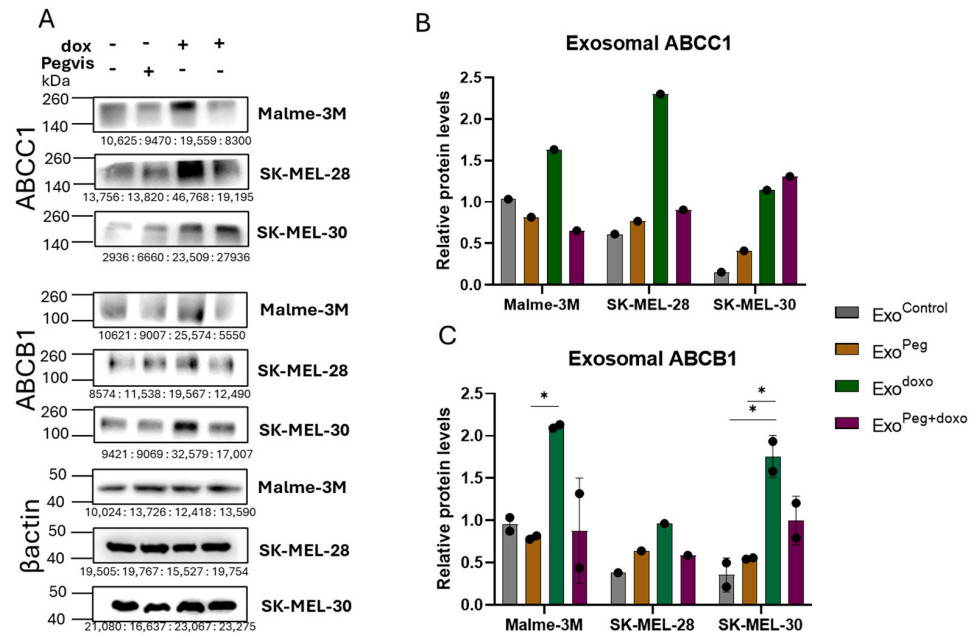 A
dox - - + +
Pegvis - + - -
kDa
ABCC1
260
140
Malme-3M
10,625:9470:19,559:8300
260
140
SK-MEL-28
13,756:13,820:46,768:19,195
260
140
SK-MEL-30
2936:6660:23,509:27936
ABCB1
260
100
Malme-3M
10621:9007:25,574:5550
260
100
SK-MEL-28
8574:11,538:19,567:12,490
260
100
SK-MEL-30
9421:9069:32,579:17,007
βactin
50
40
Malme-3M
10,024:13,726:12,418:13,590
50
40
SK-MEL-28
19,505:19,767:15,527:19,754
50
40
SK-MEL-30
21,080:16,637:23,067:23,275
B
Exosomal ABCC1
Relative protein levels
2.5
2.0
1.5
1.0
0.5
0.0
Malme-3M SK-MEL-28 SK-MEL-30
C
Exosomal ABCB1
Relative protein levels
2.5
2.0
1.5
1.0
0.5
0.0
*
*
*
Malme-3M SK-MEL-28 SK-MEL-30
ExoControl
ExoPeg
Exodoxo
ExoPeg+doxo